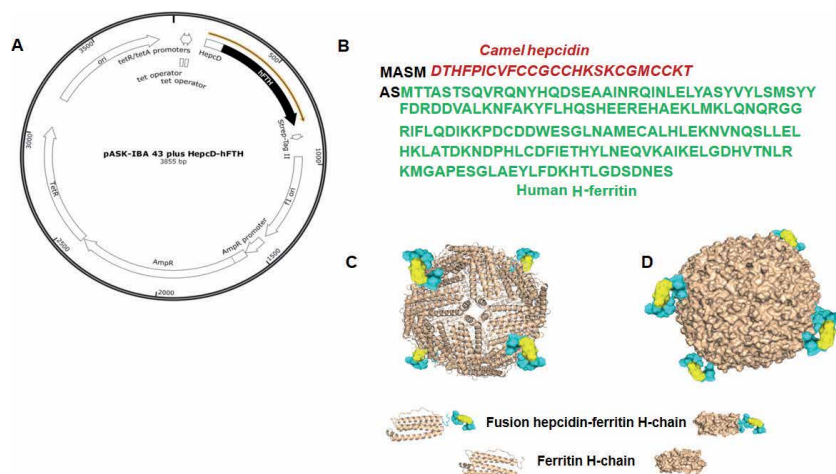 A
3500
ori
tetR/tetA promoters
tet operator
tet operator
HepcD
500
hFTH
Strep-Tag II
1000
f1 ori
AmpR promoter
1500
AmpR
2000
2500
TetR
3000
pASK-IBA 43 plus HepcD-hFTH
3855 bp
B
Camel hepcidin
MASM DTHFPICVFCCGCCHKSKCGMCCKT
ASMTTASTSQVRQNYHQDSEAAINRQINLELYASYVYLSMSYY
FDRDDVALKNFAKYFLHQSHEEREHAEKLMKLQNQRGG
RIFLQDIKKPDCDDWESGLNAMECALHLEKNVNQSLLEL
HKLATDKNDPHLCDFIETHYLNEQVKAIKELGDHVTNLR
KMGAPESGLAEYLFDKHTLGDSDNES
Human H-ferritin
C
D
Fusion hepcidin-ferritin H-chain
Ferritin H-chain